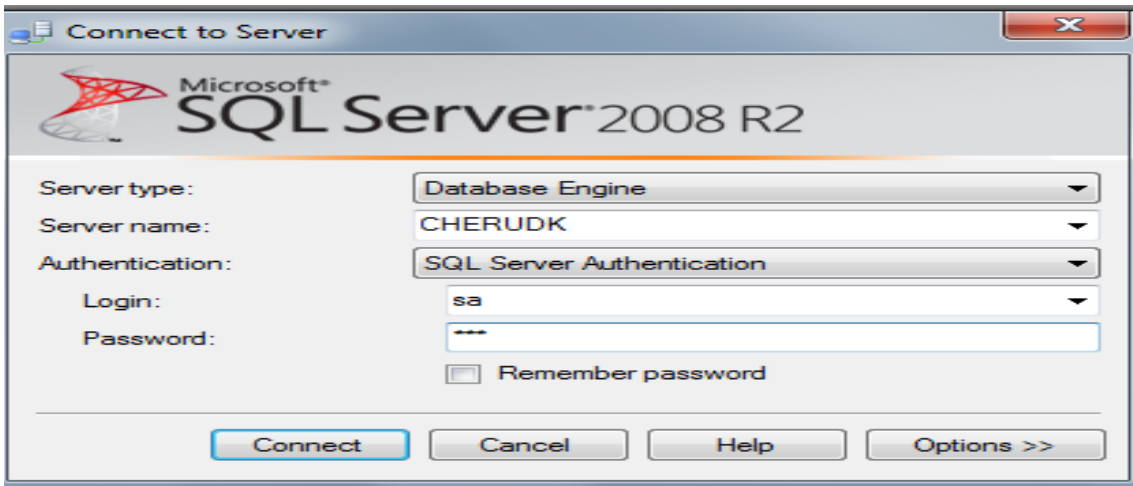 Connect to Server
Microsoft®
SQL Server® 2008 R2
Server type: Database Engine
Server name: CHERUDK
Authentication: SQL Server Authentication
Login: sa
Password: ***
Remember password
Connect Cancel Help Options >>